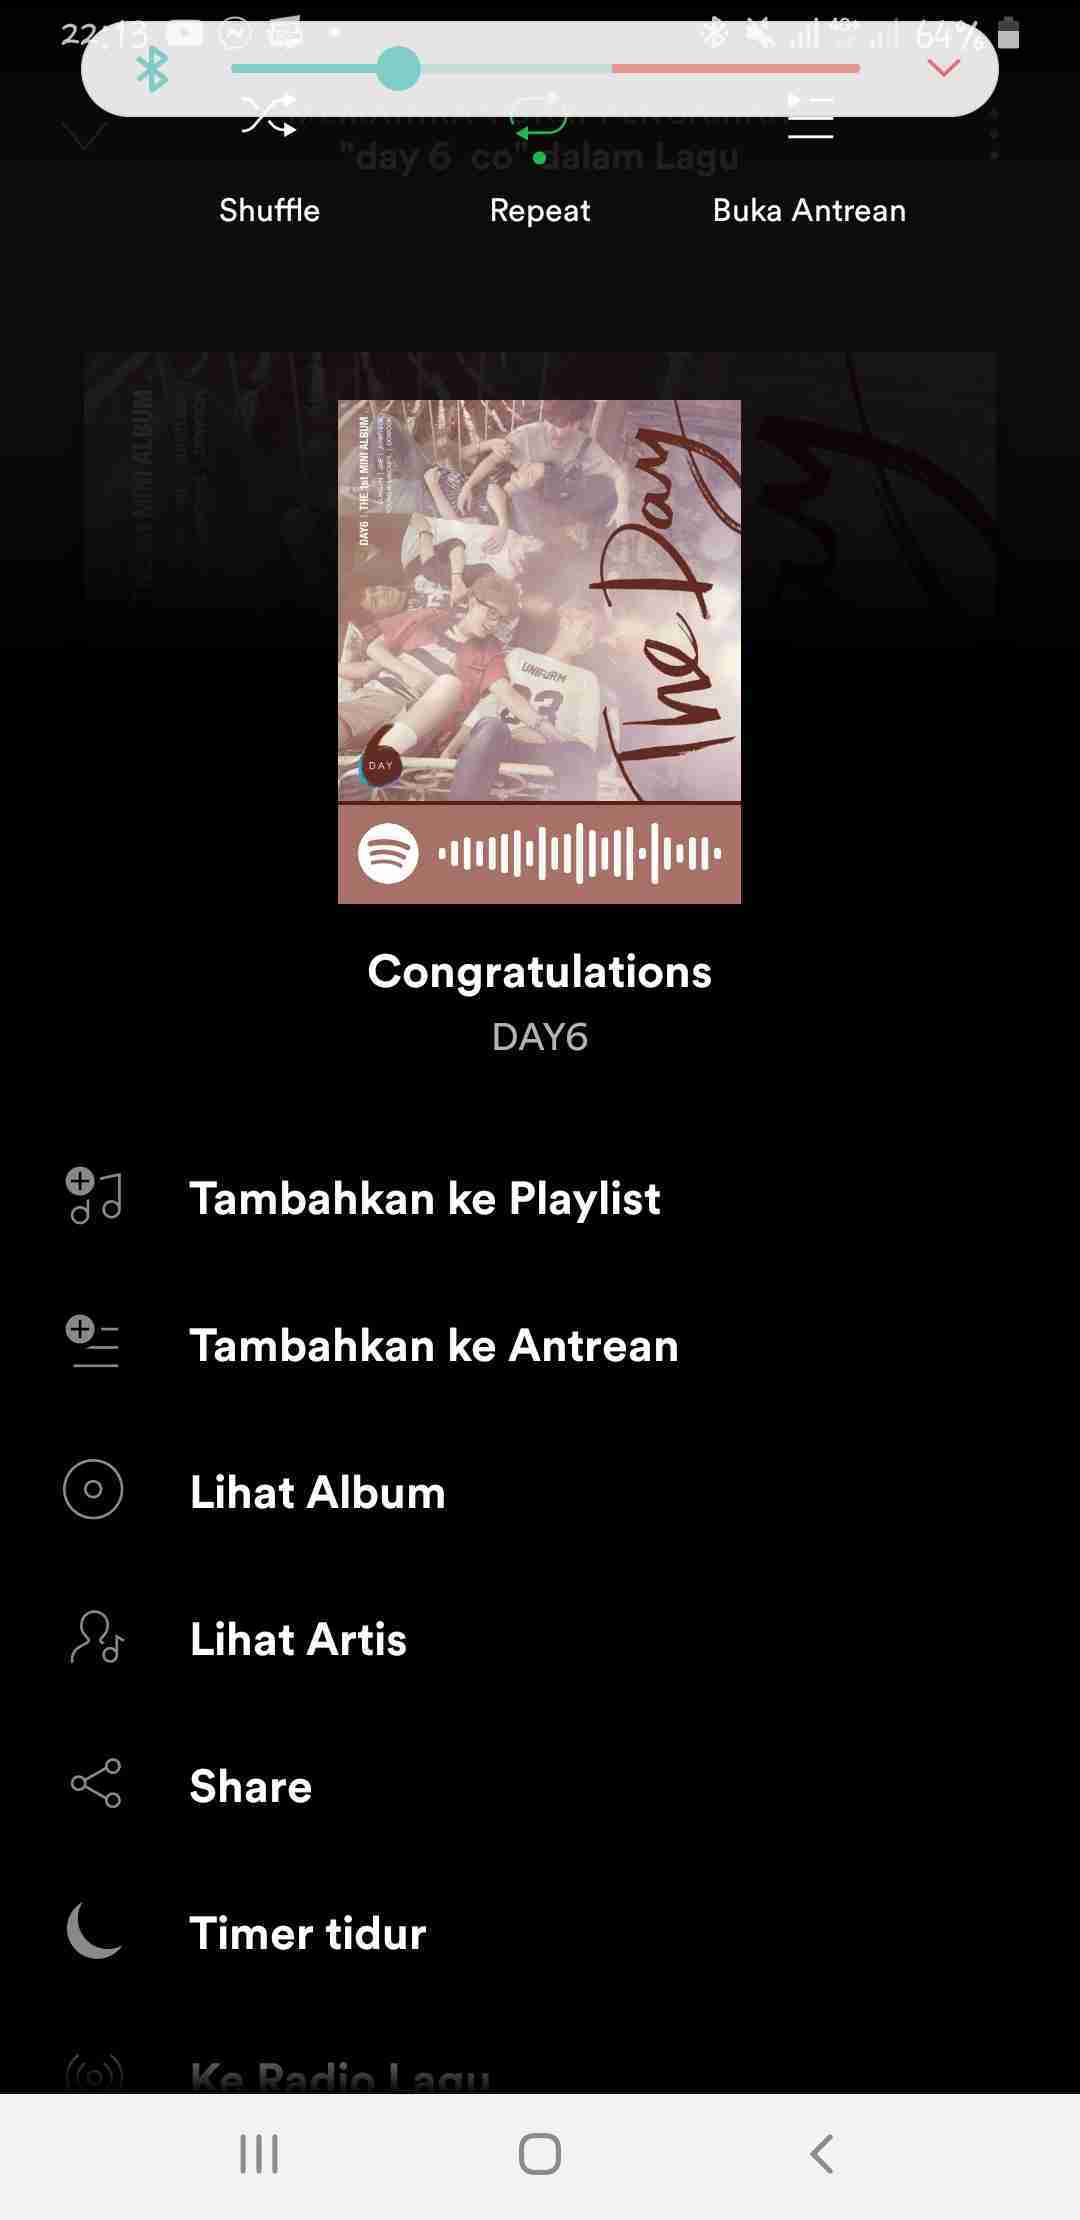 22:13
64%
"day 6 co" dalam Lagu
Shuffle
Repeat
Buka Antrean
DAY6 THE 1st MINI ALBUM
The Day
UNIFORM
DAY
Congratulations
DAY6
Tambahkan ke Playlist
Tambahkan ke Antrean
Lihat Album
Lihat Artis
Share
Timer tidur
Ke Radio Lagu